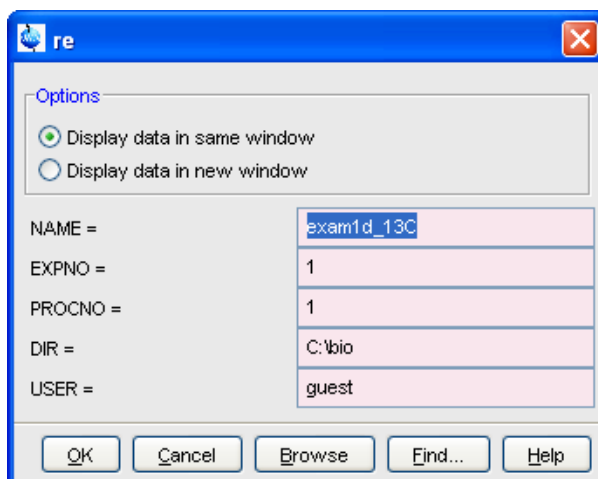 re
Options
Display data in same window
Display data in new window
NAME = exam1d_13C
EXPNO = 1
PROCNO = 1
DIR = C:\bio
USER = guest
OK Cancel Browse Find... Help